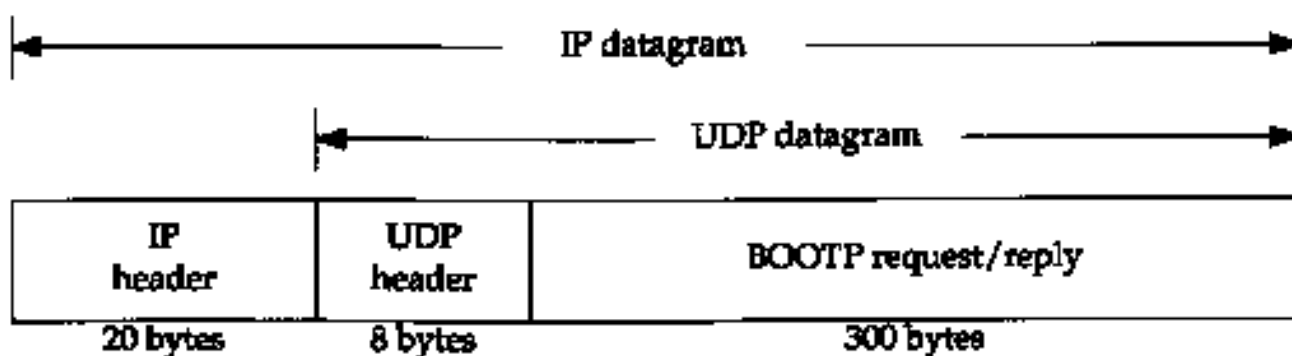 IP datagram
UDP datagram
IP
header
UDP
header
BOOTP request/reply
20 bytes
8 bytes
300 bytes